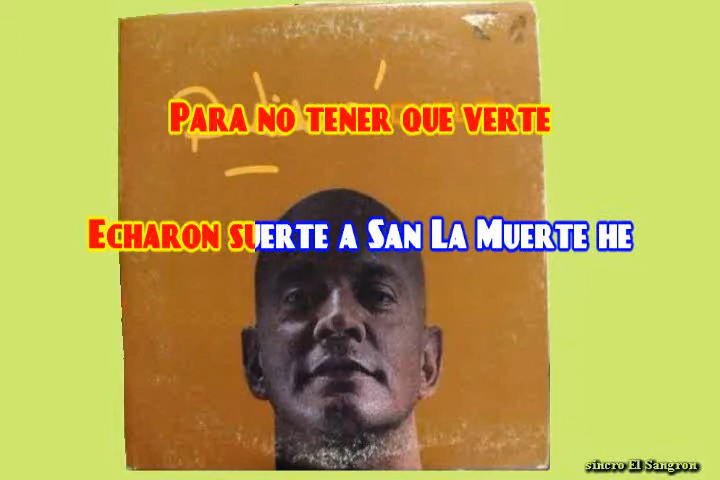 Para no tener que verte
Echaron suerte a San La Muerte he
sincro El Sangron